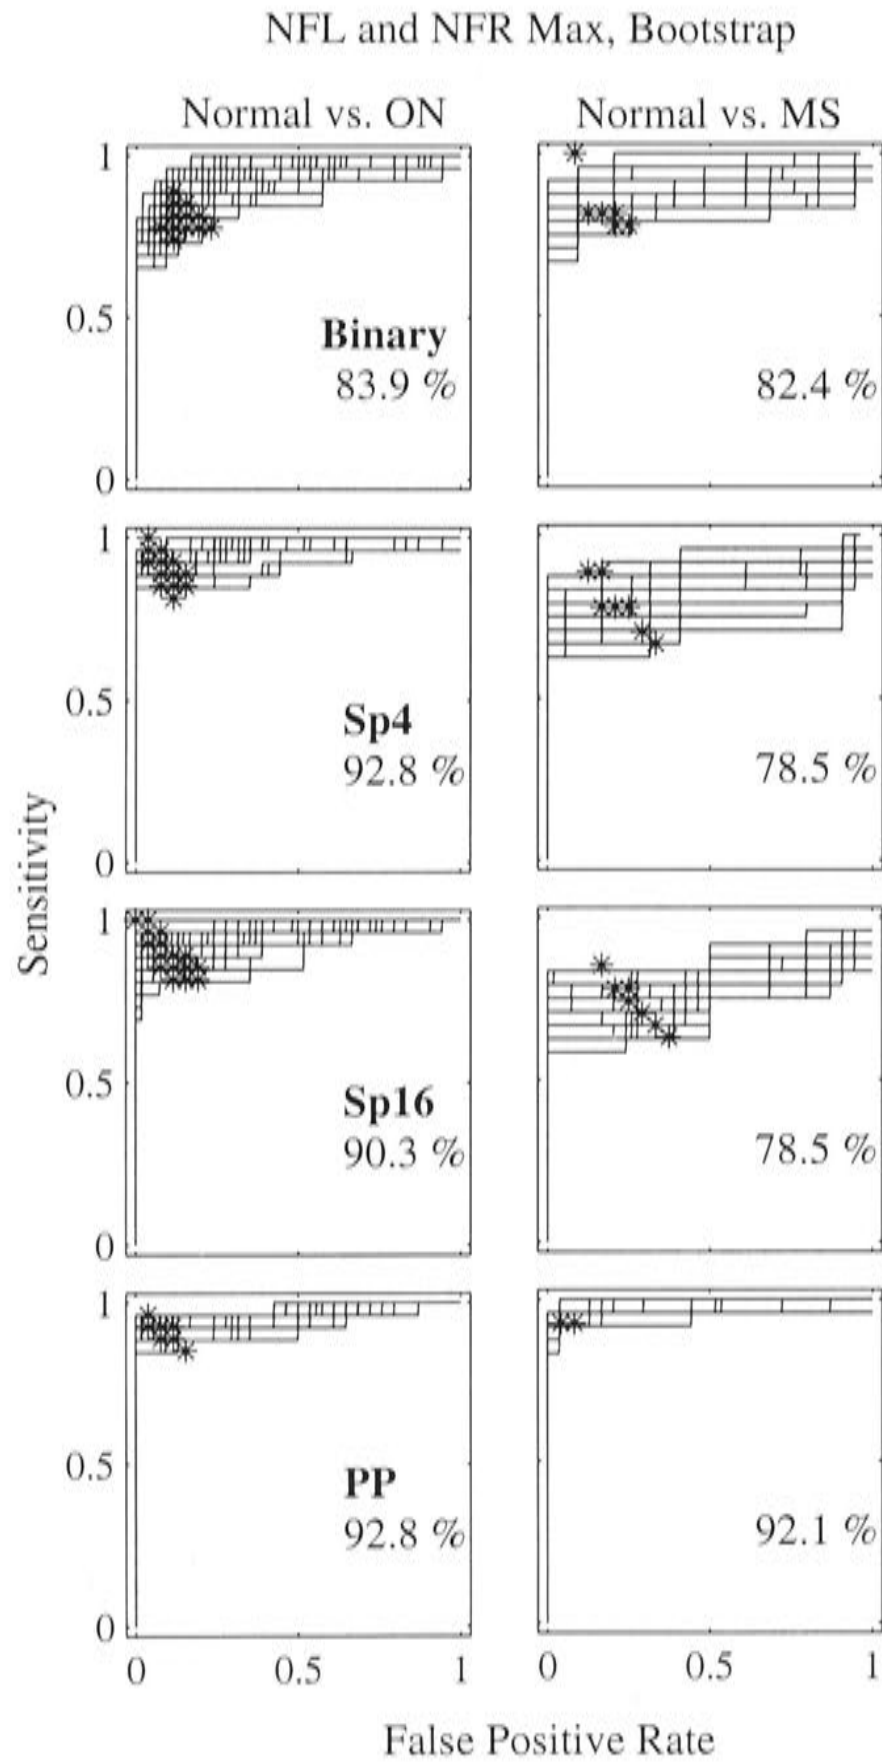 NFL and NFR Max, Bootstrap
Normal vs. ON
Normal vs. MS
Sensitivity
1
0.5
0
Binary
83.9 %
82.4 %
1
0.5
0
Sp4
92.8 %
78.5 %
1
0.5
0
Sp16
90.3 %
78.5 %
1
0.5
0
PP
92.8 %
92.1 %
0 0.5 1
0 0.5 1
False Positive Rate